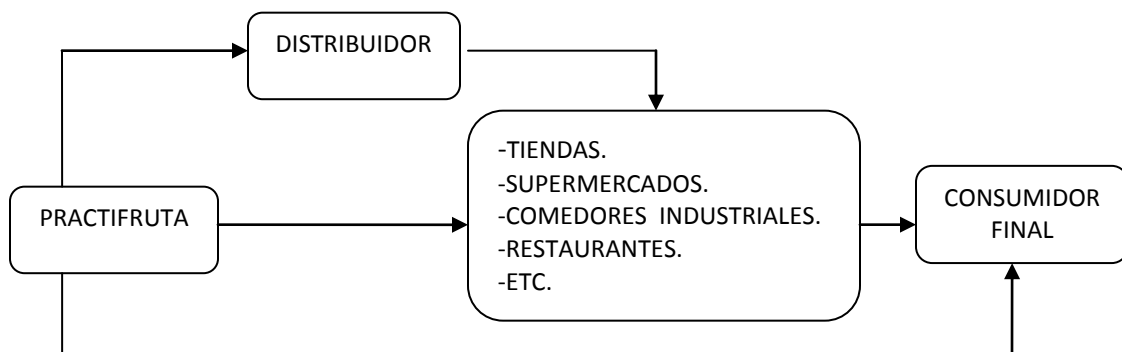 DISTRIBUIDOR
-TIENDAS.
-SUPERMERCADOS.
-COMEDORES INDUSTRIALES.
-RESTAURANTES.
-ETC.
PRACTIFRUTA
CONSUMIDOR
FINAL